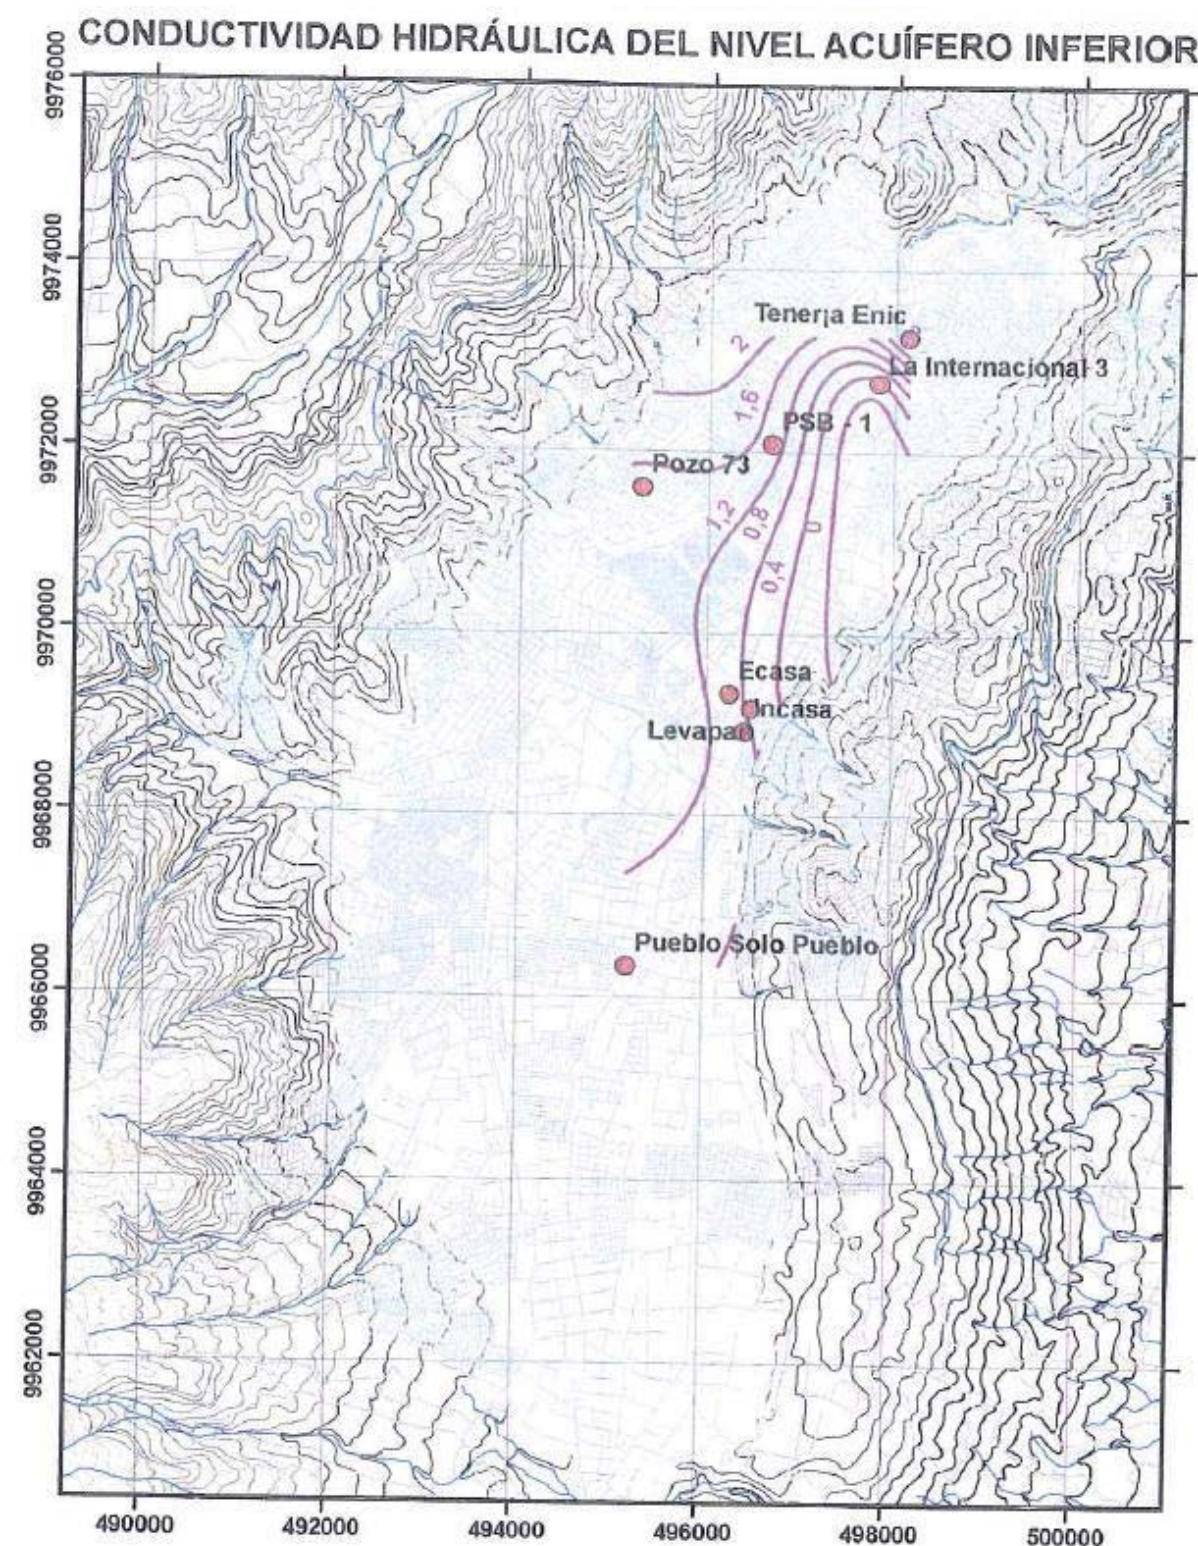 CONDUCTIVIDAD HIDRÁULICA DEL NIVEL ACUÍFERO INFERIOR
9976000
9974000
Tenería Enic
2
La Internacional 3
1,6
PSB - 1
9972000
Pozo 73
1,2
0,8
0
0,4
9970000
Ecasa
Incasa
Levapan
9968000
Pueblo Solo Pueblo
9966000
9964000
9962000
490000
492000
494000
496000
498000
500000